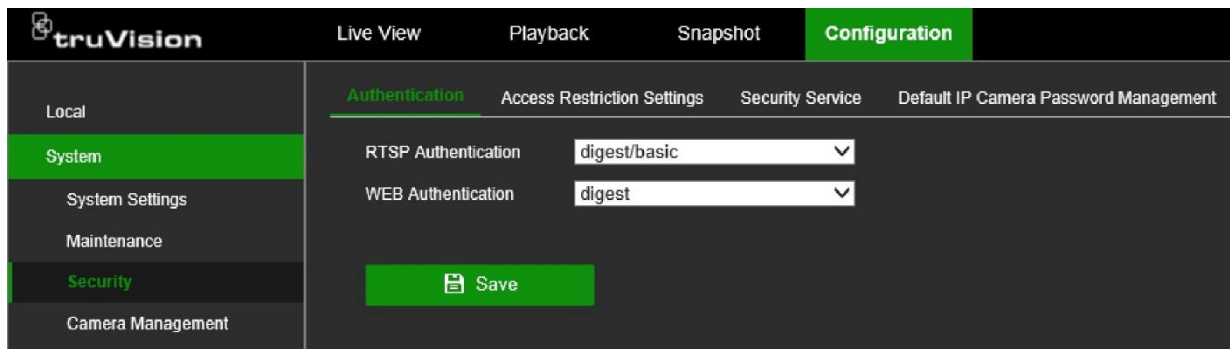 truVision Live View Playback Snapshot Configuration
Local
System
System Settings
Maintenance
Security
Camera Management
Authentication Access Restriction Settings Security Service Default IP Camera Password Management
RTSP Authentication digest/basic
WEB Authentication digest
Save